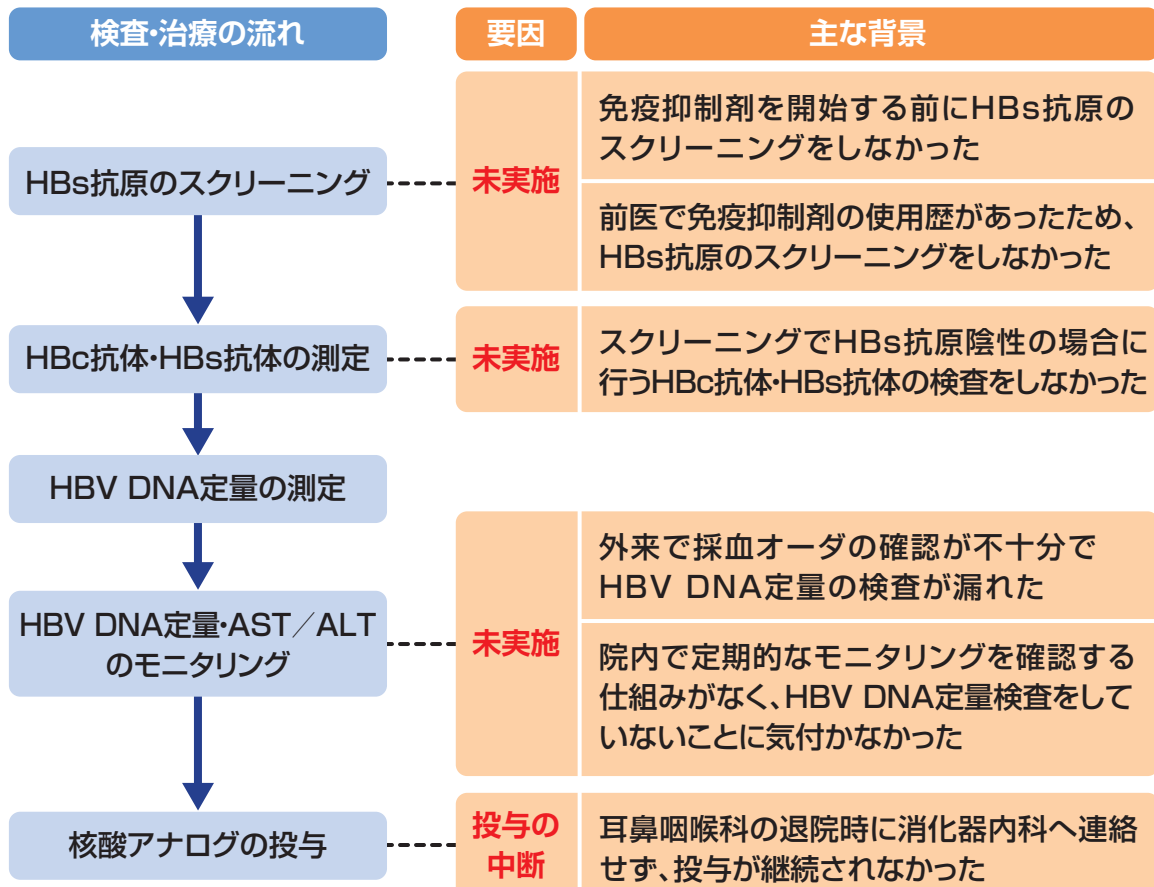 検査・治療の流れ
要因
主な背景
HBs抗原のスクリーニング
未実施
免疫抑制剤を開始する前にHBs抗原の
スクリーニングをしなかった
前医で免疫抑制剤の使用歴があったため、
HBs抗原のスクリーニングをしなかった
HBc抗体・HBs抗体の測定
未実施
スクリーニングでHBs抗原陰性の場合に
行うHBc抗体・HBs抗体の検査をしなかった
HBV DNA定量の測定
HBV DNA定量・AST／ALT
のモニタリング
未実施
外来で採血オーダの確認が不十分で
HBV DNA定量の検査が漏れた
院内で定期的なモニタリングを確認する
仕組みがなく、HBV DNA定量検査をして
いないことに気付かなかった
核酸アナログの投与
投与の
中断
耳鼻咽喉科の退院時に消化器内科へ連絡
せず、投与が継続されなかった